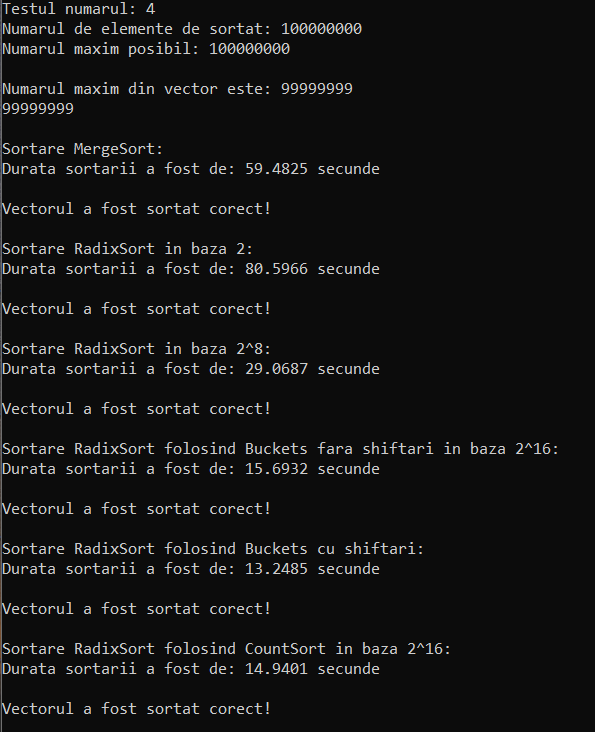 Testul numarul: 4
Numarul de elemente de sortat: 100000000
Numarul maxim posibil: 100000000
Numarul maxim din vector este: 99999999
99999999
Sortare MergeSort:
Durata sortarii a fost de: 59.4825 secunde
Vectorul a fost sortat corect!
Sortare RadixSort in baza 2:
Durata sortarii a fost de: 80.5966 secunde
Vectorul a fost sortat corect!
Sortare RadixSort in baza 2^8:
Durata sortarii a fost de: 29.0687 secunde
Vectorul a fost sortat corect!
Sortare RadixSort folosind Buckets fara shiftari in baza 2^16:
Durata sortarii a fost de: 15.6932 secunde
Vectorul a fost sortat corect!
Sortare RadixSort folosind Buckets cu shiftari:
Durata sortarii a fost de: 13.2485 secunde
Vectorul a fost sortat corect!
Sortare RadixSort folosind CountSort in baza 2^16:
Durata sortarii a fost de: 14.9401 secunde
Vectorul a fost sortat corect!